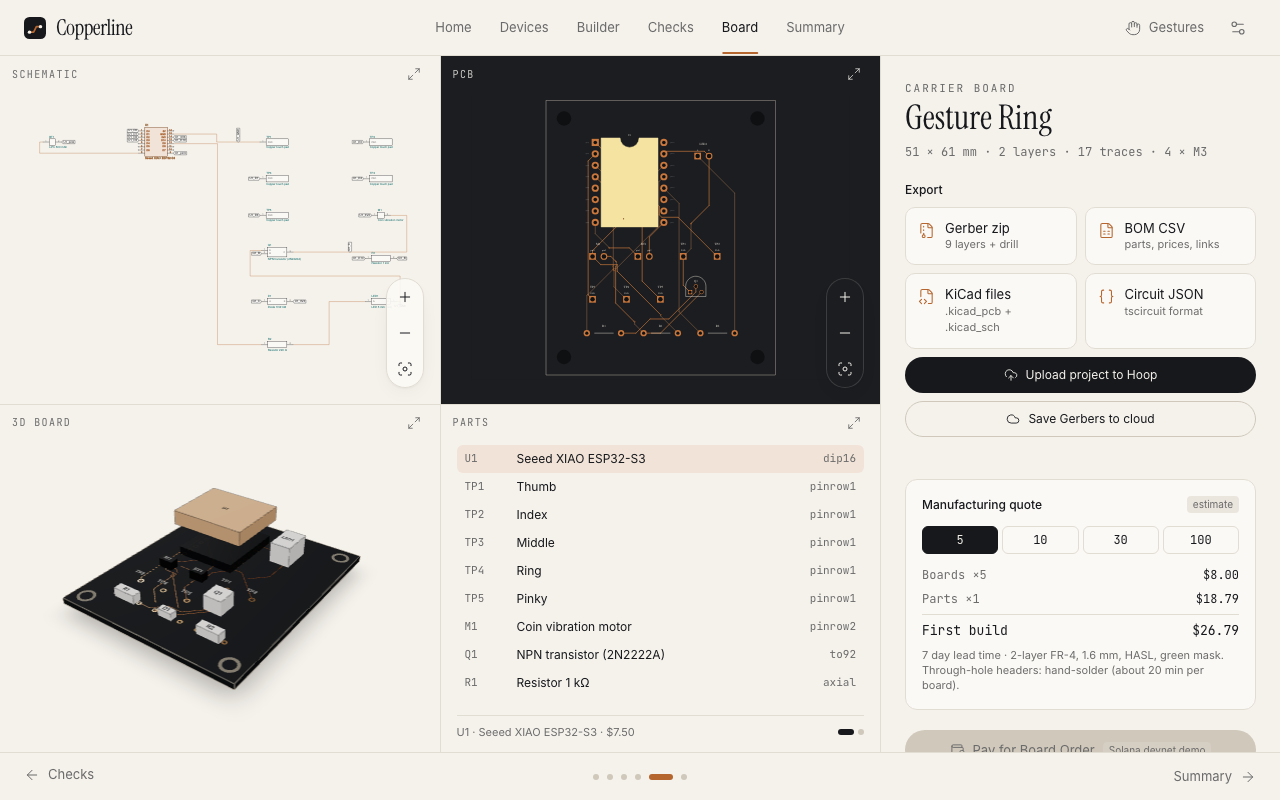 Copperline
Home
Devices
Builder
Checks
Board
Summary
Gestures
SCHEMATIC
PCB
CARRIER BOARD
Gesture Ring
51 × 61 mm · 2 layers · 17 traces · 4 × M3
Export
Gerber zip
9 layers + drill
BOM CSV
parts, prices, links
KiCad files
.kicad_pcb +
.kicad_sch
Circuit JSON
tscircuit format
Upload project to Hoop
Save Gerbers to cloud
3D BOARD
PARTS
U1 Seeed XIAO ESP32-S3 dip16
TP1 Thumb pinrow1
TP2 Index pinrow1
TP3 Middle pinrow1
TP4 Ring pinrow1
TP5 Pinky pinrow1
M1 Coin vibration motor pinrow2
Q1 NPN transistor (2N2222A) to92
R1 Resistor 1 kΩ axial
U1 · Seeed XIAO ESP32-S3 · $7.50
Manufacturing quote
estimate
5 10 30 100
Boards ×5 $8.00
Parts ×1 $18.79
First build $26.79
7 day lead time · 2-layer FR-4, 1.6 mm, HASL, green mask.
Through-hole headers: hand-solder (about 20 min per
board).
Pay for Board Order Solana devnet demo
Checks
Summary